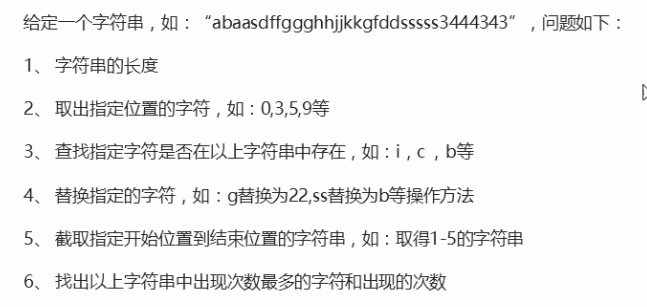 给定一个字符串，如：“abaasdffggghhjjkkgfddsssss3444343”，问题如下：
1、 字符串的长度
2、 取出指定位置的字符，如：0,3,5,9等
3、 查找指定字符是否在以上字符串中存在，如：i，c ，b等
4、 替换指定的字符，如：g替换为22,ss替换为b等操作方法
5、 截取指定开始位置到结束位置的字符串，如：取得1-5的字符串
6、 找出以上字符串中出现次数最多的字符和出现的次数